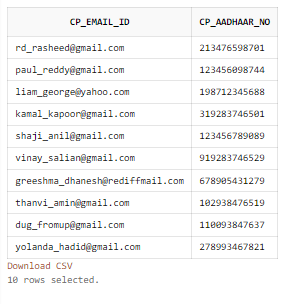 CP_EMAIL_ID CP_AADHAAR_NO
rd_rasheed@gmail.com 213476598701
paul_reddy@gmail.com 123456098744
liam_george@yahoo.com 198712345688
kamal_kapoor@gmail.com 319283746501
shaji_anil@gmail.com 123456789089
vinay_salian@gmail.com 919283746529
greeshma_dhanesh@rediffmail.com 678905431279
thanvi_amin@gmail.com 102938476519
dug_fromup@gmail.com 110093847637
yolanda_hadid@gmail.com 278993467821
Download CSV
10 rows selected.